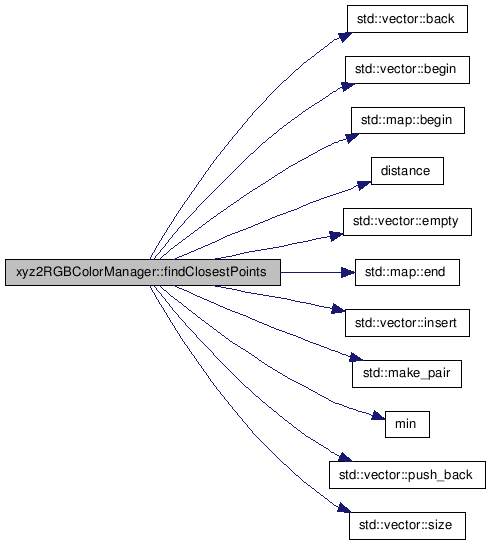 std::vector::back
std::vector::begin
std::map::begin
distance
std::vector::empty
xyz2RGBColorManager::findClosestPoints
std::map::end
std::vector::insert
std::make_pair
min
std::vector::push_back
std::vector::size